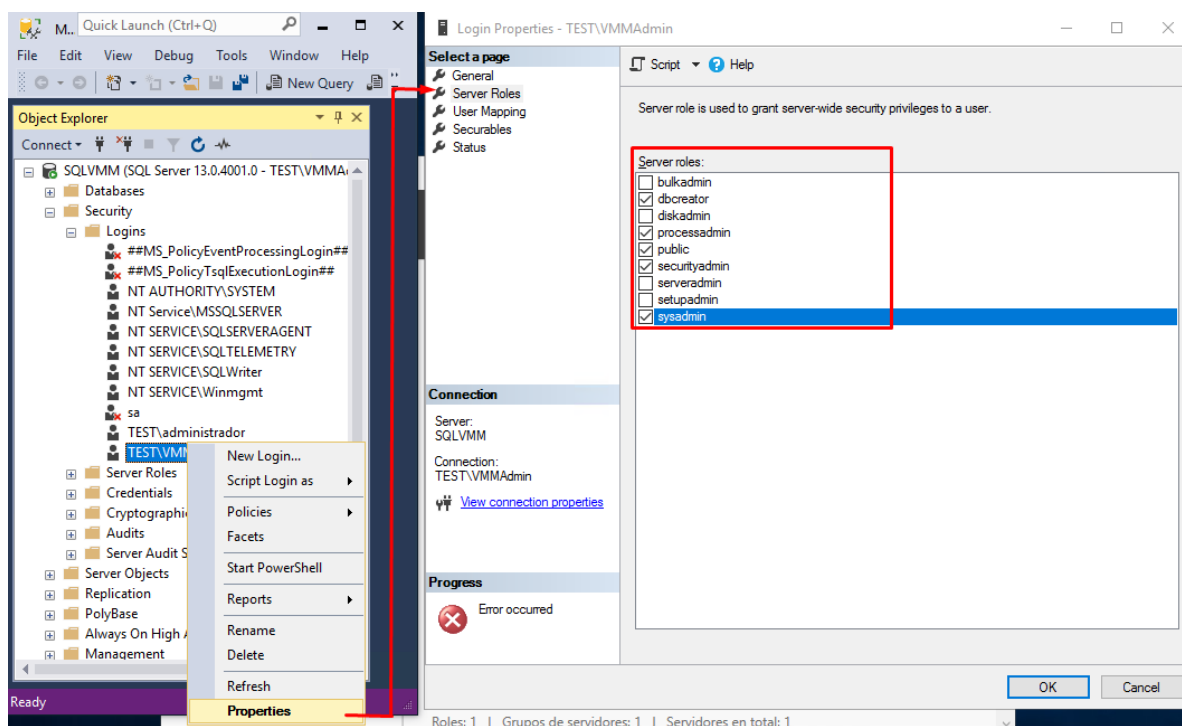 M..
Quick Launch (Ctrl+Q)
File Edit View Debug Tools Window Help
New Query
Object Explorer
Connect
SQLVMM (SQL Server 13.0.4001.0 - TEST\VMMA
Databases
Security
Logins
##MS_PolicyEventProcessingLogin##
##MS_PolicyTsqlExecutionLogin##
NT AUTHORITY\SYSTEM
NT Service\MSSQLSERVER
NT SERVICE\SQLSERVERAGENT
NT SERVICE\SQLTELEMETRY
NT SERVICE\SQLWriter
NT SERVICE\Winmgmt
sa
TEST\administrador
TEST\VMM
Server Roles
Credentials
Cryptographi
Audits
Server Audit S
Server Objects
Replication
PolyBase
Always On High A
Management
Ready
New Login...
Script Login as
Policies
Facets
Start PowerShell
Reports
Rename
Delete
Refresh
Properties
Login Properties - TEST\VMMAdmin
Select a page
General
Server Roles
User Mapping
Securables
Status
Connection
Server:
SQLVMM
Connection:
TEST\VMMAdmin
View connection properties
Progress
Error occurred
Script Help
Server role is used to grant server-wide security privileges to a user.
Server roles:
bulkadmin
dbcreator
diskadmin
processadmin
public
securityadmin
serveradmin
setupadmin
sysadmin
OK Cancel
Roles: 1 | Grupos de servidores: 1 | Servidores en total: 1